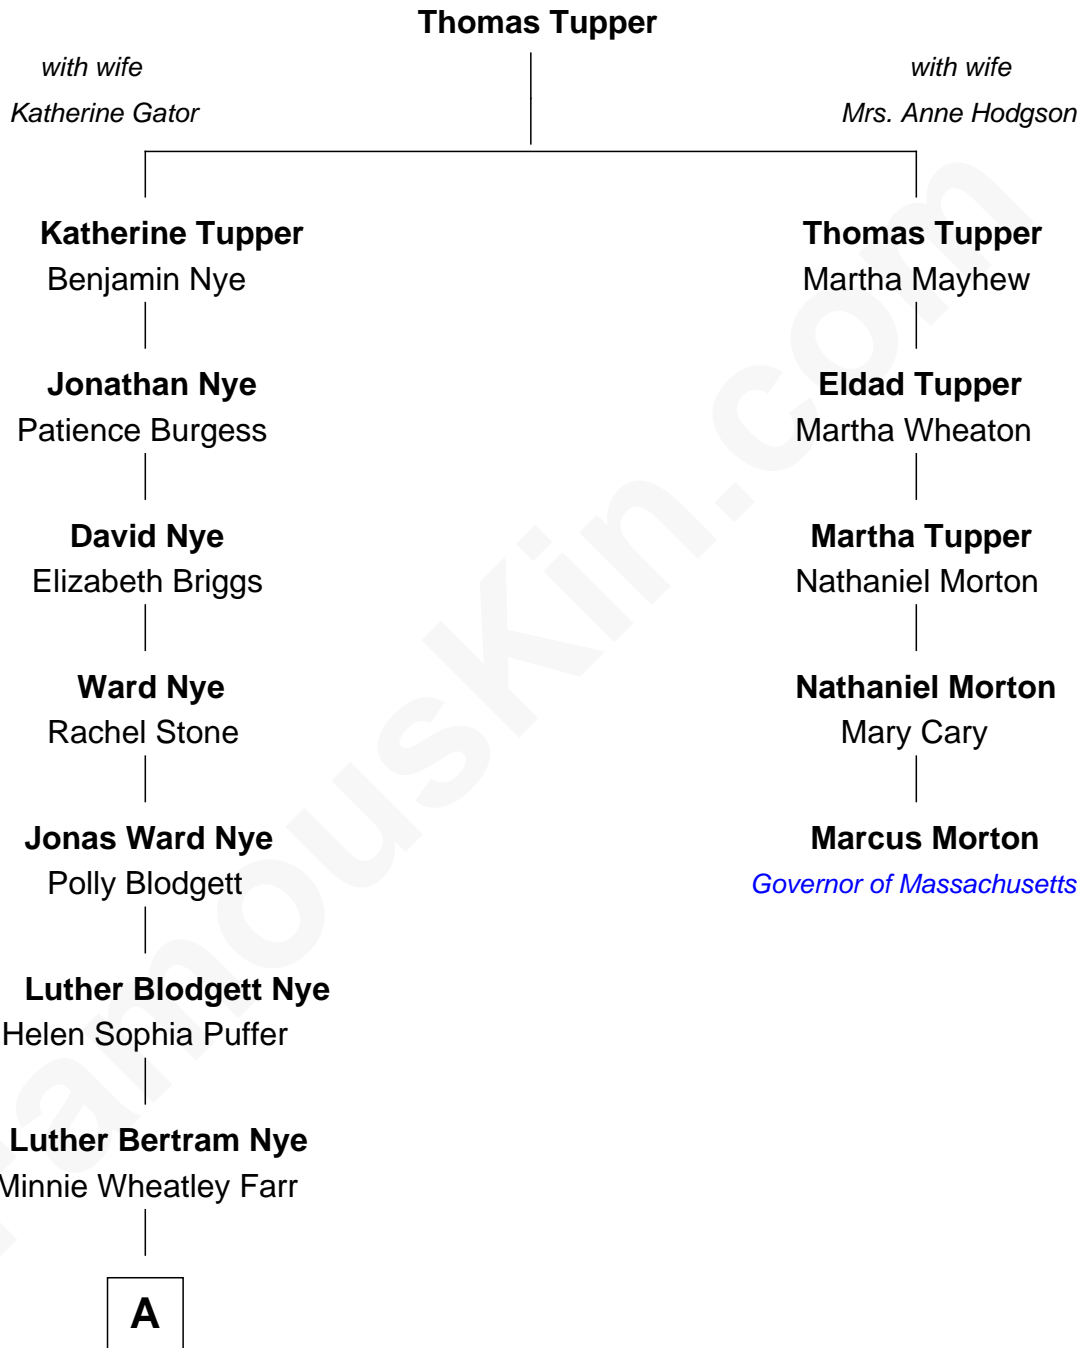 Thomas Tupper
with wife
Katherine Gator
with wife
Mrs. Anne Hodgson
Katherine Tupper
Benjamin Nye
Thomas Tupper
Martha Mayhew
Jonathan Nye
Patience Burgess
Eldad Tupper
Martha Wheaton
David Nye
Elizabeth Briggs
Martha Tupper
Nathaniel Morton
Ward Nye
Rachel Stone
Nathaniel Morton
Mary Cary
Jonas Ward Nye
Polly Blodgett
Marcus Morton
Governor of Massachusetts
Luther Blodgett Nye
Helen Sophia Puffer
Luther Bertram Nye
Minnie Wheatley Farr
A
FamousKin.com